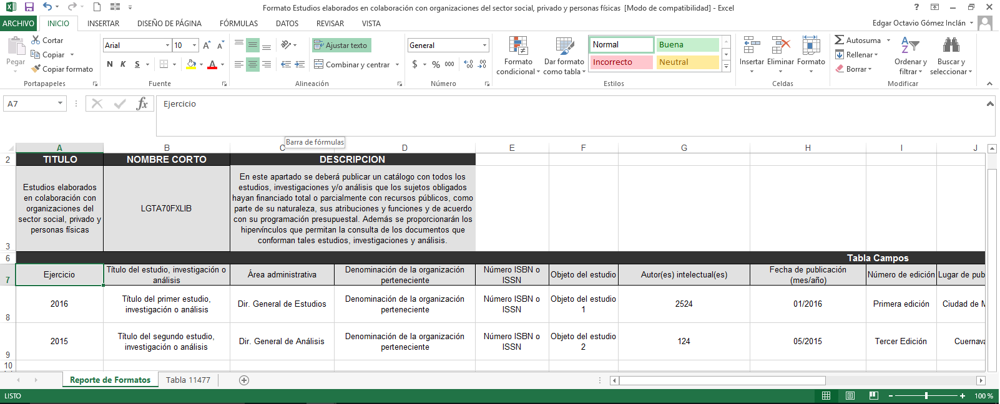 Formato Estudios elaborados en colaboración con organizaciones del sector social, privado y personas físicas [Modo de compatibilidad] - Excel
ARCHIVO INICIO INSERTAR DISEÑO DE PÁGINA FÓRMULAS DATOS REVISAR VISTA Edgar Octavio Gómez Inclán
Pegar
Cortar
Copiar
Copiar formato
Portapapeles
Arial 10
N K S
Fuente
Ajustar texto
Combinar y centrar
Alineación
General
$ % 000
Número
Formato condicional
Dar formato como tabla
Normal Buena
Incorrecto Neutral
Estilos
Insertar Eliminar Formato
Celdas
Autosuma
Rellenar
Borrar
Ordenar y filtrar
Buscar y seleccionar
Modificar
A7 fx Ejercicio
Barra de fórmulas
A B C D E F G H I J
2 TITULO NOMBRE CORTO DESCRIPCION
Estudios elaborados
en colaboración con
organizaciones del
sector social, privado y
personas físicas
LGTA70FXLIB
En este apartado se deberá publicar un catálogo con todos los
estudios, investigaciones y/o análisis que los sujetos obligados
hayan financiado total o parcialmente con recursos públicos, como
parte de su naturaleza, sus atribuciones y funciones y de acuerdo
con su programación presupuestal. Además se proporcionarán los
hipervínculos que permitan la consulta de los documentos que
conforman tales estudios, investigaciones y análisis.
3
6 Tabla Campos
7 Ejercicio
Título del estudio, investigación o
análisis
Área administrativa
Denominación de la organización
perteneciente
Número ISBN o
ISSN
Objeto del estudio
Autor(es) intelectual(es)
Fecha de publicación
(mes/año)
Número de edición
Lugar de pub
8 2016
Título del primer estudio,
investigación o análisis
Dir. General de Estudios
Denominación de la organización
perteneciente
Número ISBN o
ISSN
Objeto del estudio
1
2524
01/2016
Primera edición
Ciudad de M
9 2015
Título del segundo estudio,
investigación o análisis
Dir. General de Análisis
Denominación de la organización
perteneciente
Número ISBN o
ISSN
Objeto del estudio
2
124
05/2015
Tercer Edición
Cuernava
10
Reporte de Formatos Tabla 11477
LISTO 100 %